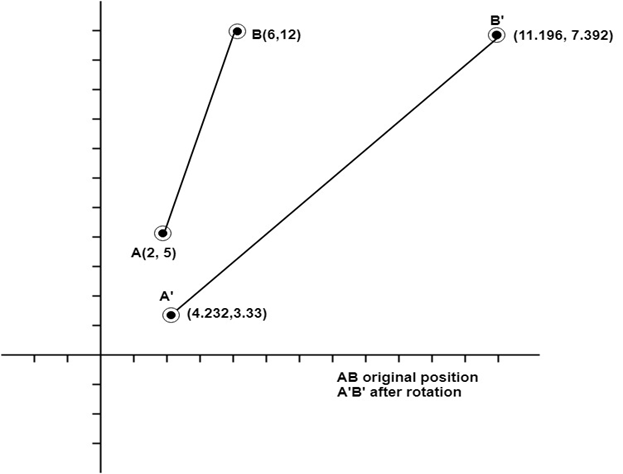 B'
B(6,12)
(11.196, 7.392)
A(2, 5)
A'
(4.232,3.33)
AB original position
A'B' after rotation